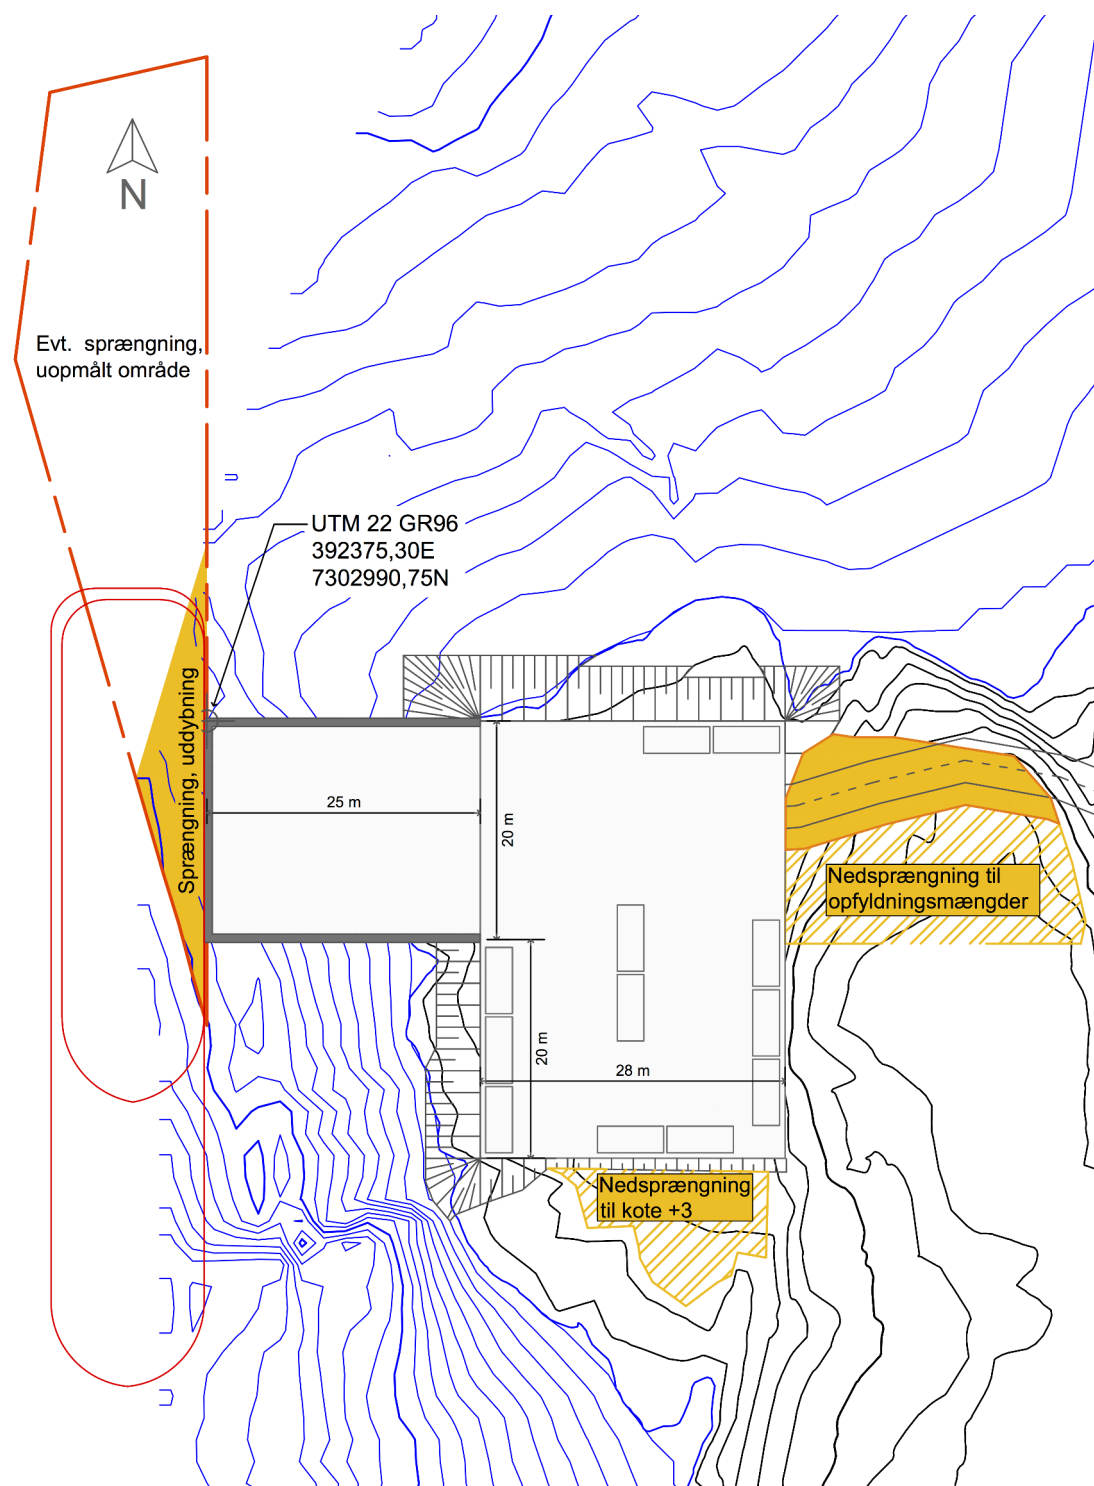 N
Evt. sprængning,
uopmålt område
UTM 22 GR96
392375,30E
7302990,75N
Sprængning, uddybning
25 m
20 m
Nedsprængning til
opfyldningsmængder
20 m
28 m
Nedsprængning
til kote +3